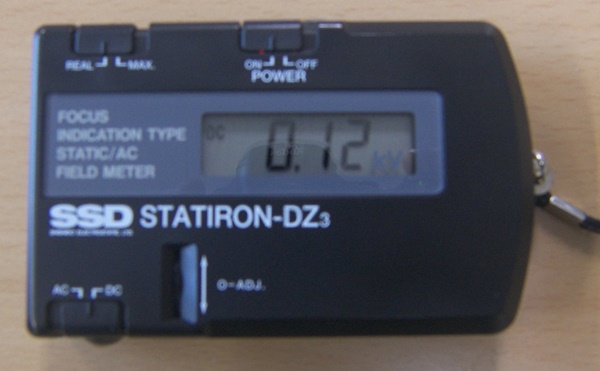 REAL MAX.
ON OFF
POWER
FOCUS
INDICATION TYPE
STATIC/AC
FIELD METER
DC 0.12 kV
SSD STATIRON-DZ3
AC DC
0-ADJ.